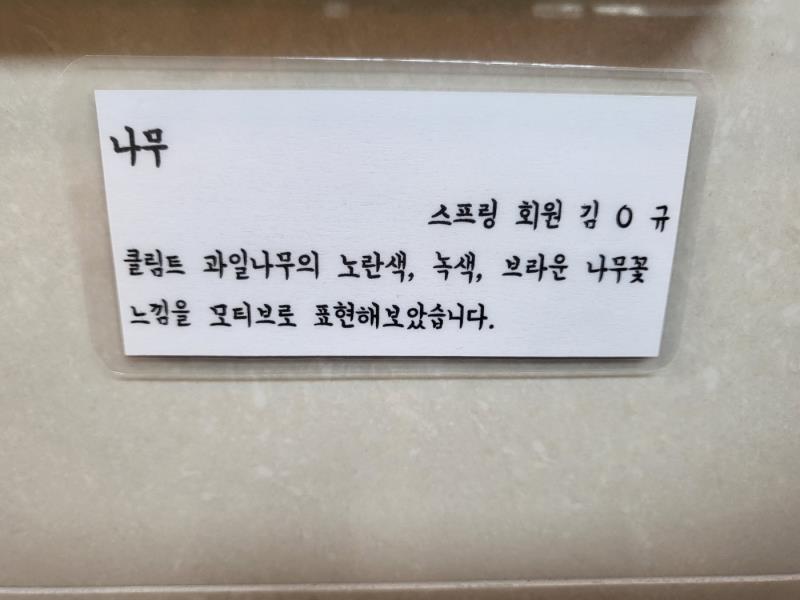 나무
스프링 회원 김 O 규
클림트 과일나무의 노란색, 녹색, 브라운 나무꽃
느낌을 모티브로 표현해보았습니다.